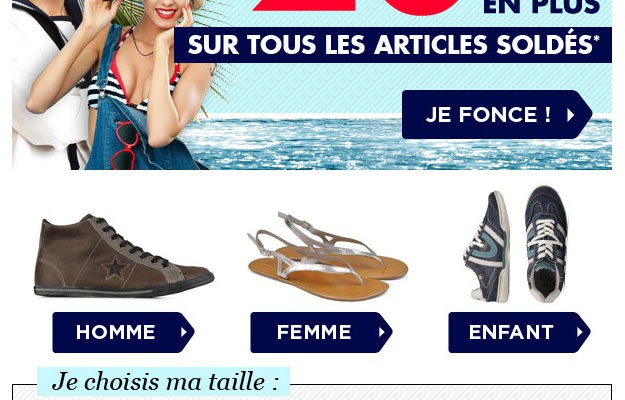 EN PLUS
SUR TOUS LES ARTICLES SOLDÉS*
JE FONCE !
HOMME
FEMME
ENFANT
Je choisis ma taille :